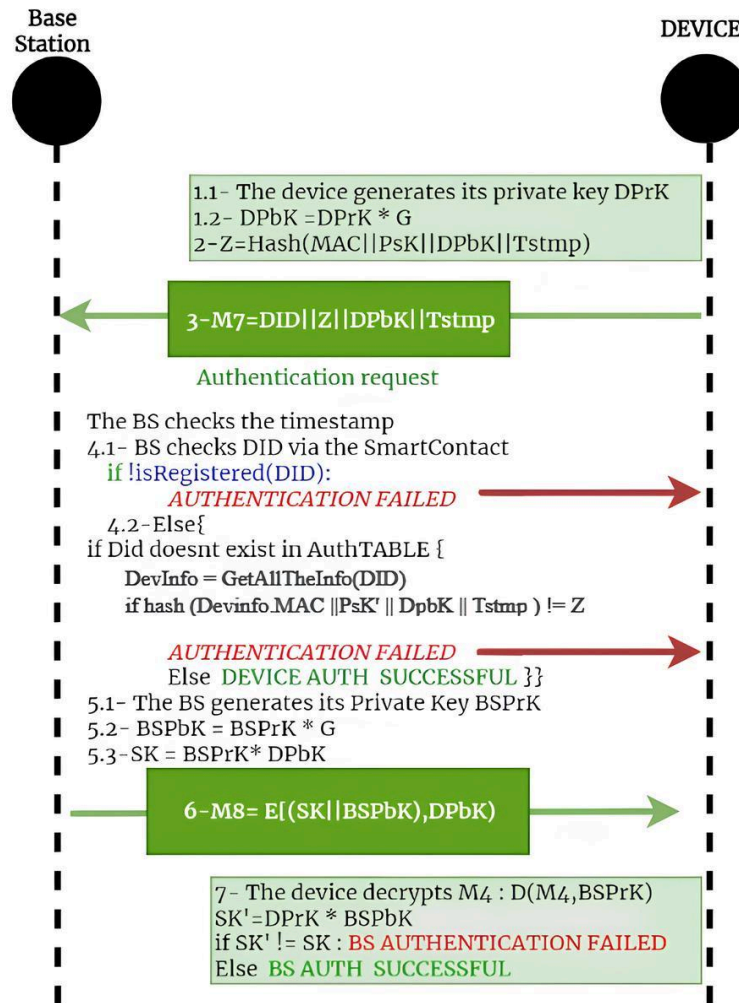 Base
Station
DEVICE
1.1- The device generates its private key DPrK
1.2- DPbK =DPrK * G
2-Z=Hash(MAC||PsK||DPbK||Tstmp)
3-M7=DID||Z||DPbK||Tstmp
Authentication request
The BS checks the timestamp
4.1- BS checks DID via the SmartContact
if !isRegistered(DID):
AUTHENTICATION FAILED
4.2-Else{
if Did doesnt exist in AuthTABLE {
DevInfo = GetAllTheInfo(DID)
if hash (Devinfo.MAC ||PsK' || DpbK || Tstmp ) != Z
AUTHENTICATION FAILED
Else DEVICE AUTH SUCCESSFUL }}
5.1- The BS generates its Private Key BSPrK
5.2- BSPbK = BSPrK * G
5.3-SK = BSPrK* DPbK
6-M8= E[(SK||BSPbK),DPbK)
7- The device decrypts M4 : D(M4,BSPrK)
SK'=DPrK * BSPbK
if SK' != SK : BS AUTHENTICATION FAILED
Else BS AUTH SUCCESSFUL